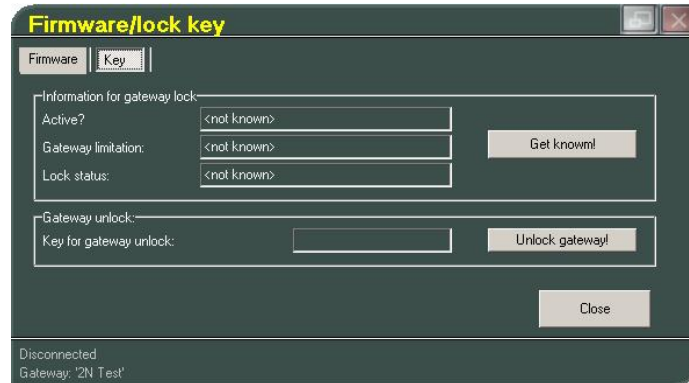 Firmware/lock key
Firmware Key
Information for gateway lock
Active? <not known>
Gateway limitation: <not known> Get knowm!
Lock status: <not known>
Gateway unlock:
Key for gateway unlock: Unlock gateway!
Close
Disconnected
Gateway: '2N Test'